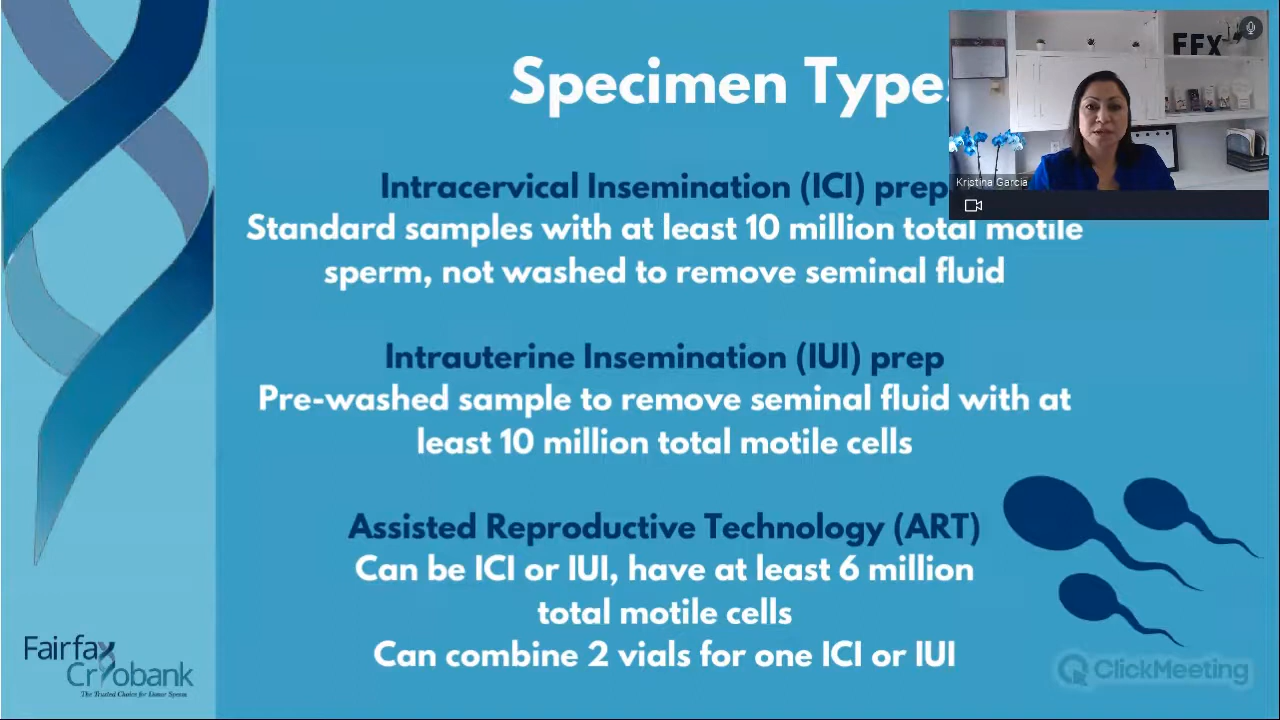 Specimen Types
FFX
Kristina Garcia
Intracervical Insemination (ICI) prep
Standard samples with at least 10 million total motile
sperm, not washed to remove seminal fluid
Intrauterine Insemination (IUI) prep
Pre-washed sample to remove seminal fluid with at
least 10 million total motile cells
Assisted Reproductive Technology (ART)
Can be ICI or IUI, have at least 6 million
total motile cells
Can combine 2 vials for one ICI or IUI
Fairfax
Cryobank
The Trusted Choice for Donor Sperm
ClickMeeting